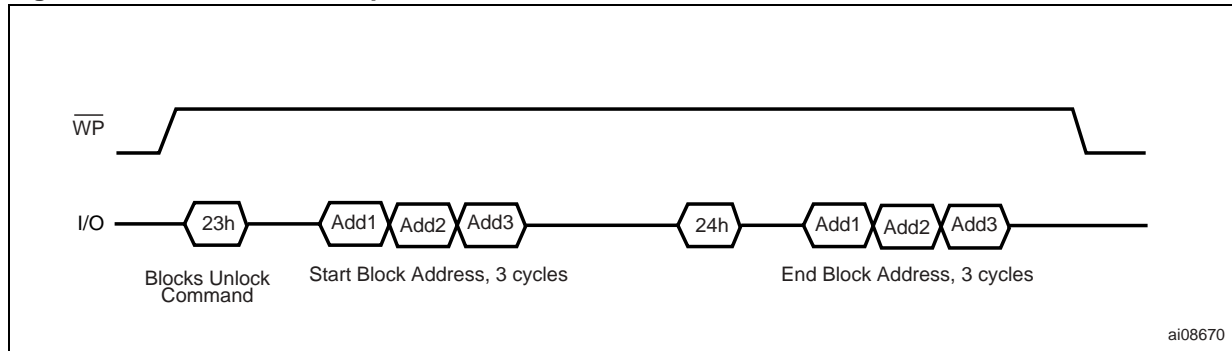 WP
I/O
23h
Add1
Add2
Add3
24h
Add1
Add2
Add3
Blocks Unlock
Command
Start Block Address, 3 cycles
End Block Address, 3 cycles
ai08670